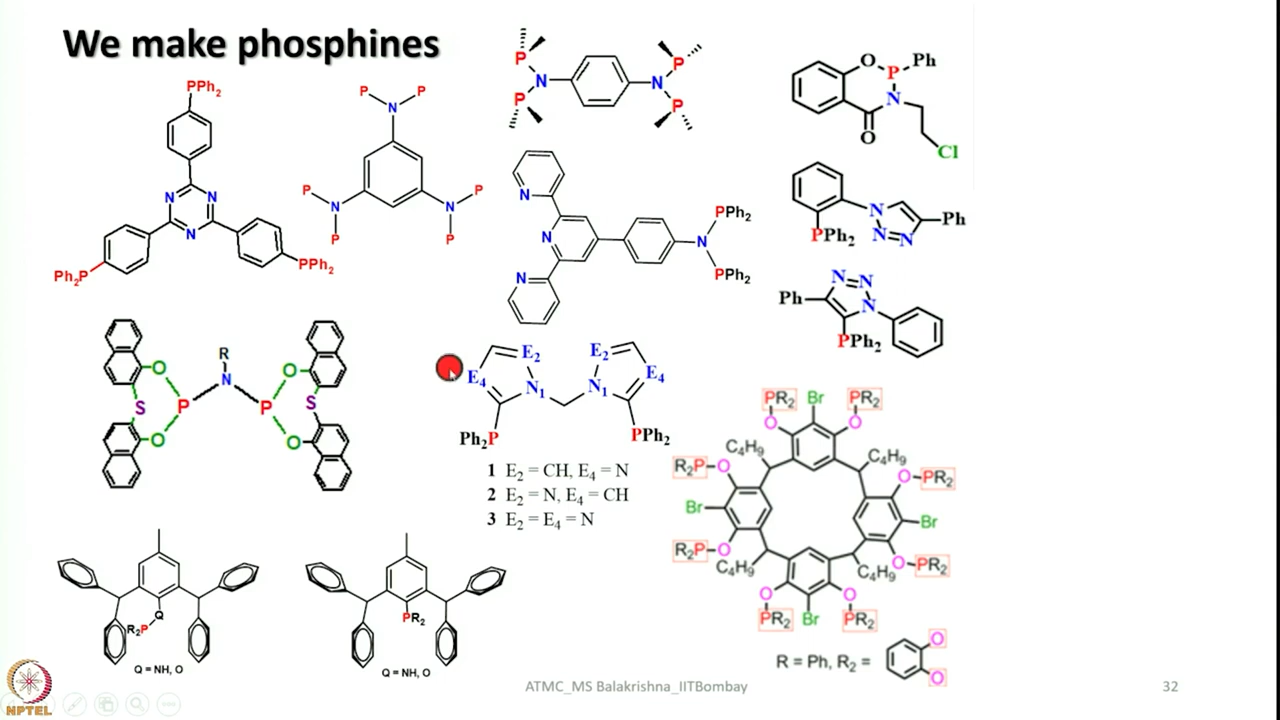 We make phosphines
PPh2
N N
N
Ph2P
PPh2
P P
N
P P
N N
P P
P P
N N
P P
N
N
N
N
PPh2
PPh2
O P Ph
N
O
Cl
N
PPh2
N N
Ph
N N
Ph N
PPh2
R
O N O
S P P S
O O
E2 E2
E4 E4
N1 N1
Ph2P PPh2
1 E2 = CH, E4 = N
2 E2 = N, E4 = CH
3 E2 = E4 = N
PR2 Br PR2
O O
C4H9 C4H9
R2P O O PR2
Br Br
R2P O O PR2
C4H9 C4H9
O O
PR2 Br PR2
R = Ph, R2 = O
O
Q
R2P
Q = NH, O
PR2
Q = NH, O
NPTEL
ATMC_MS Balakrishna_IITBombay
32